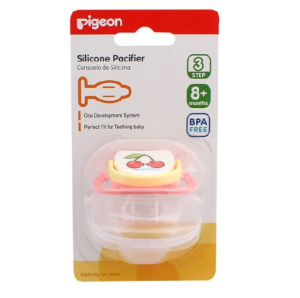 pigeon
Silicone Pacifier
Consuelo de Silicona
3
STEP
8+
months
BPA
FREE
Oral Development System
Perfect Fit for Teething baby